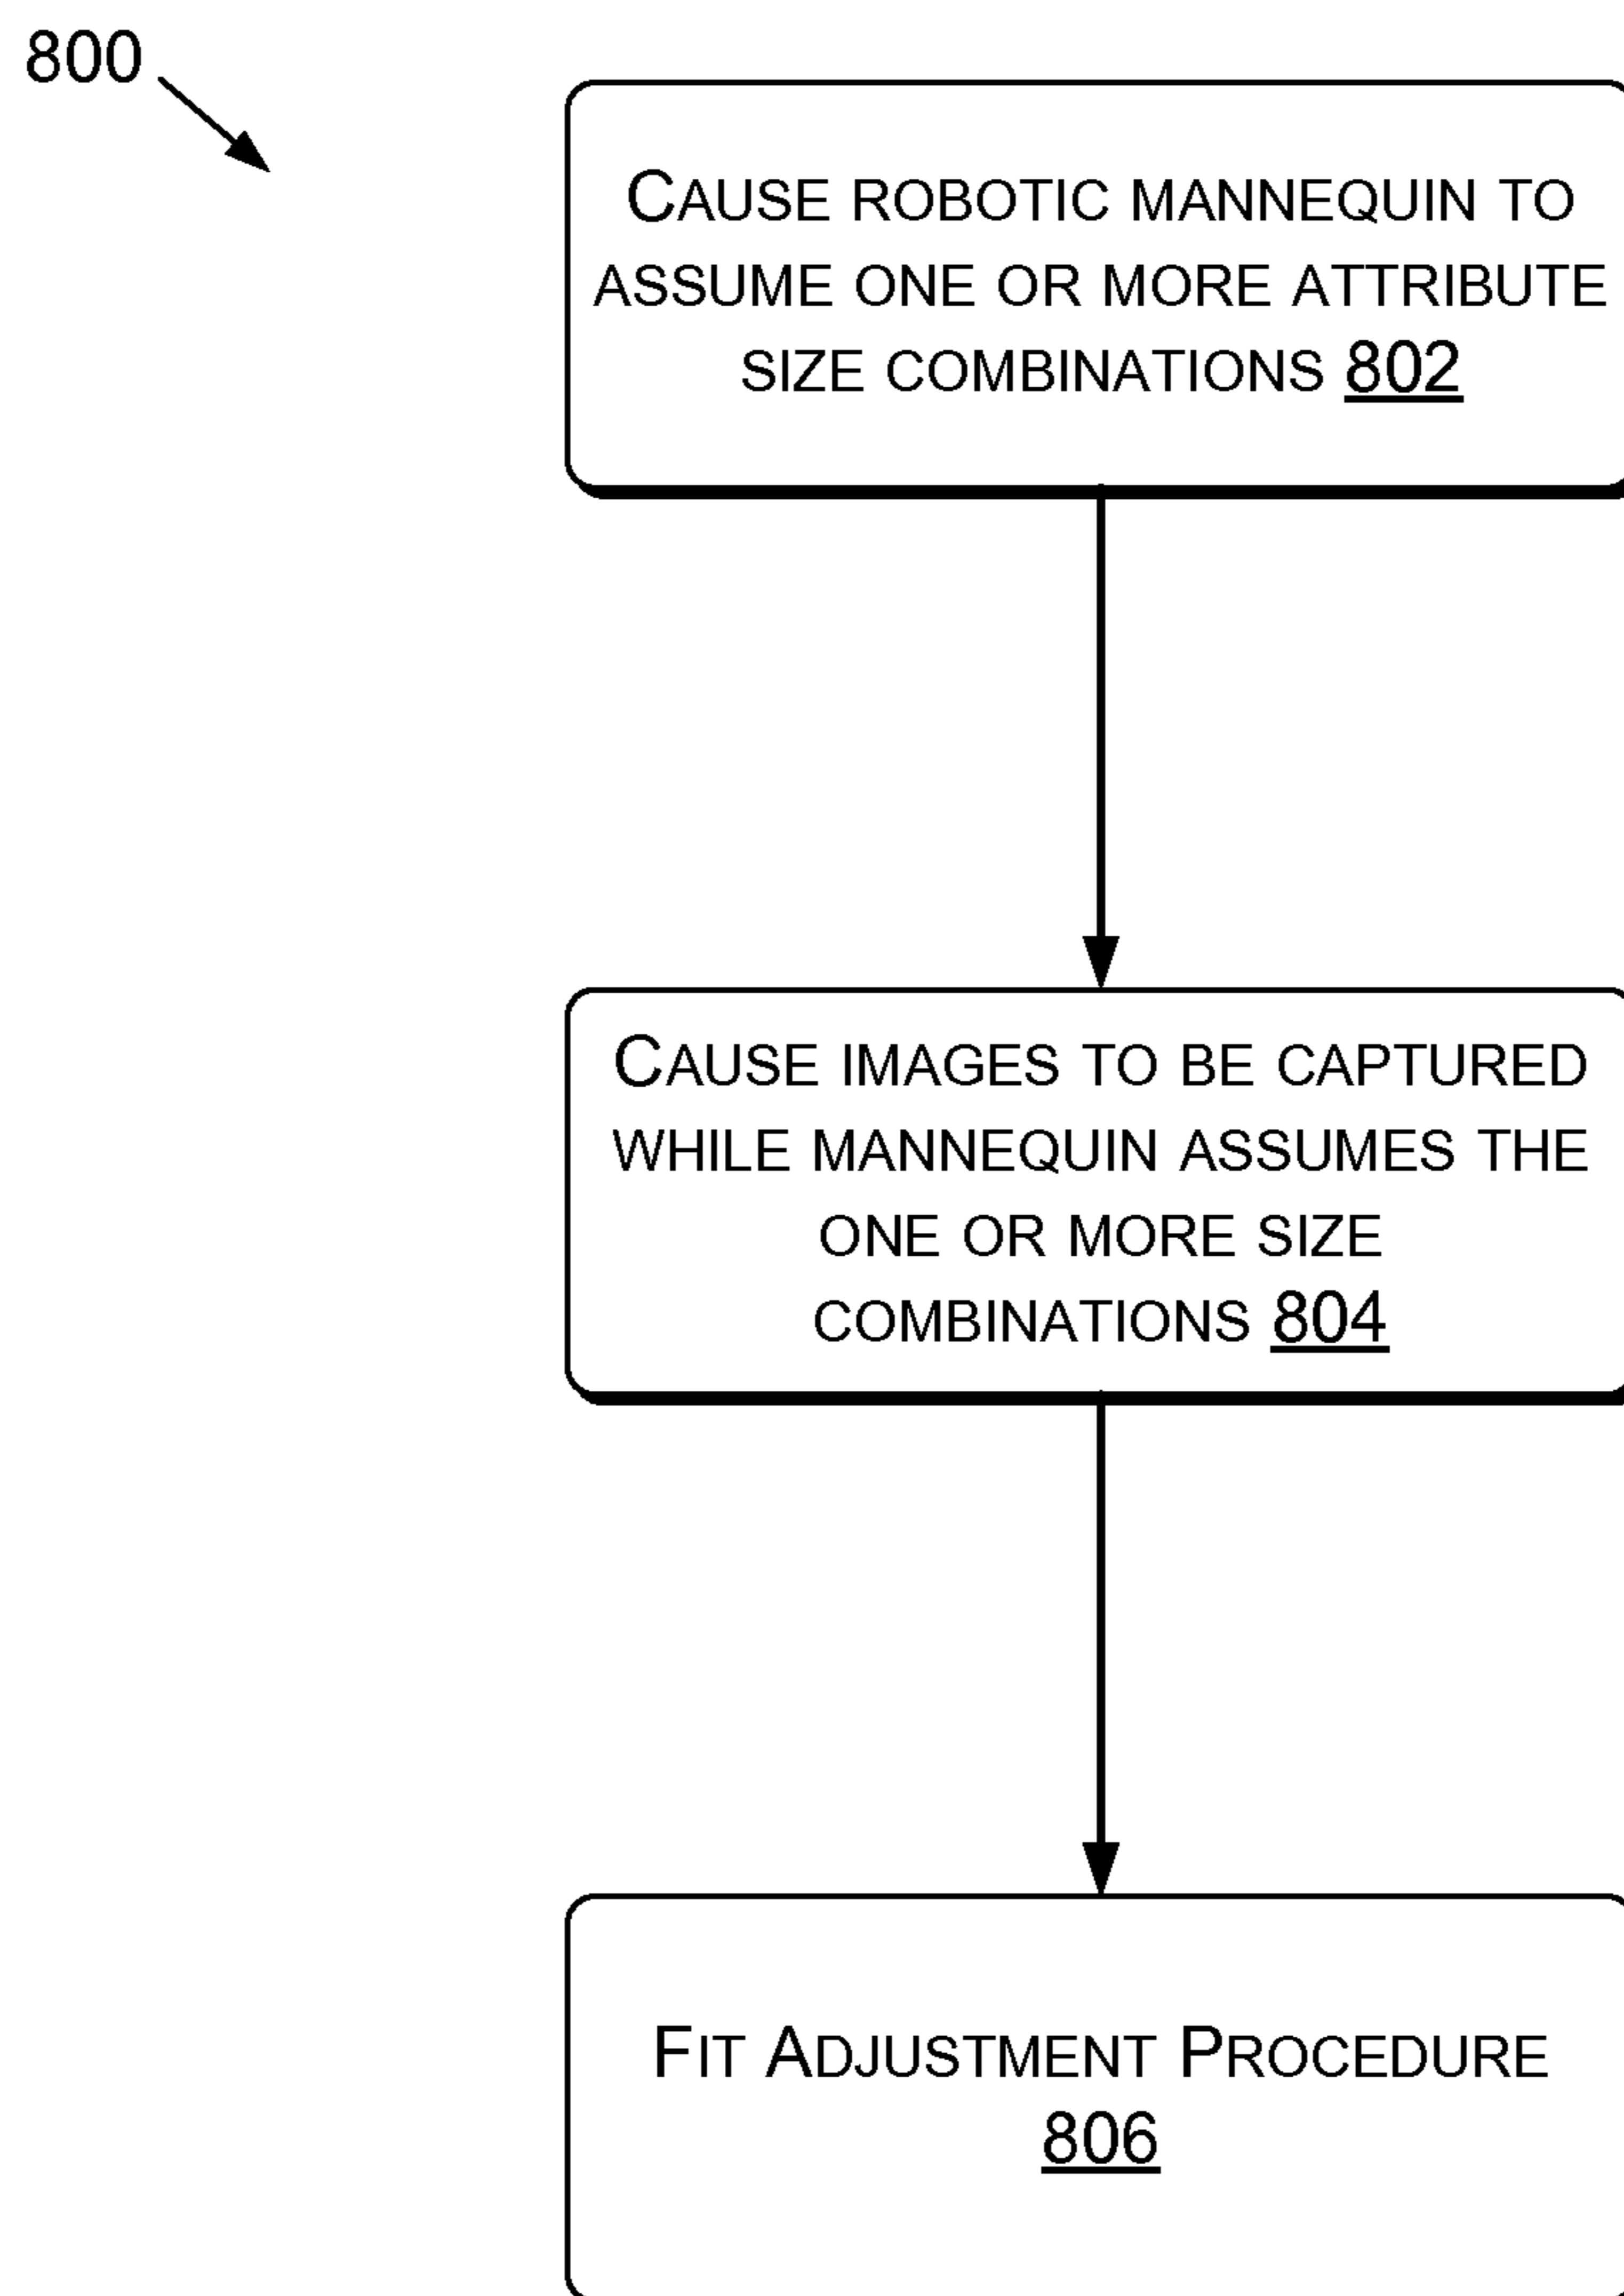 800
CAUSE ROBOTIC MANNEQUIN TO
ASSUME ONE OR MORE ATTRIBUTE
SIZE COMBINATIONS 802
CAUSE IMAGES TO BE CAPTURED
WHILE MANNEQUIN ASSUMES THE
ONE OR MORE SIZE
COMBINATIONS 804
FIT ADJUSTMENT PROCEDURE
806